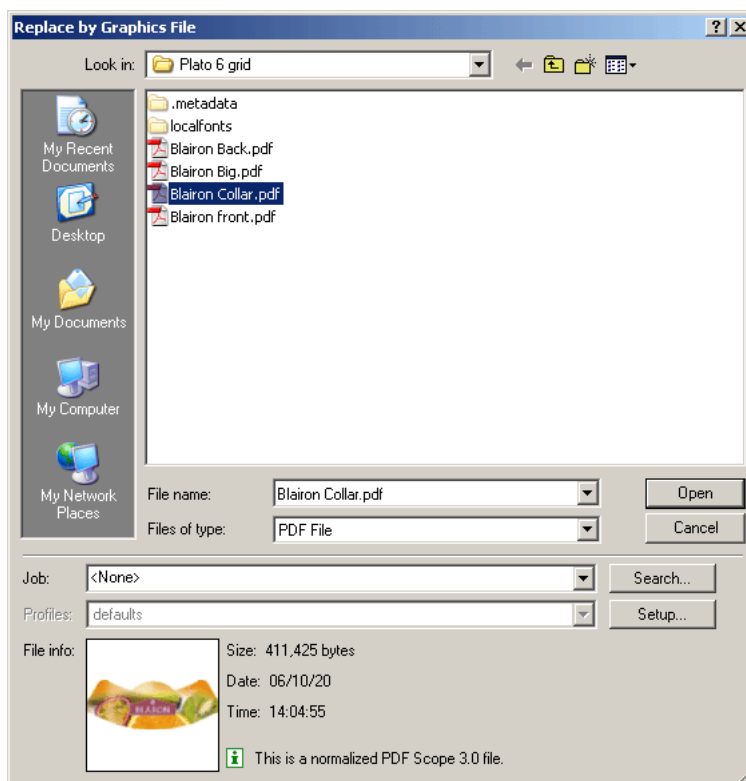 Replace by Graphics File
Look in: Plato 6 grid
My Recent
Documents
Desktop
My Documents
My Computer
My Network
Places
.metadata
localfonts
Blairon Back.pdf
Blairon Big.pdf
Blairon Collar.pdf
Blairon front.pdf
File name: Blairon Collar.pdf Open
Files of type: PDF File Cancel
Job: <None> Search...
Profiles: defaults Setup...
File info: Size: 411,425 bytes
Date: 06/10/20
Time: 14:04:55
This is a normalized PDF Scope 3.0 file.